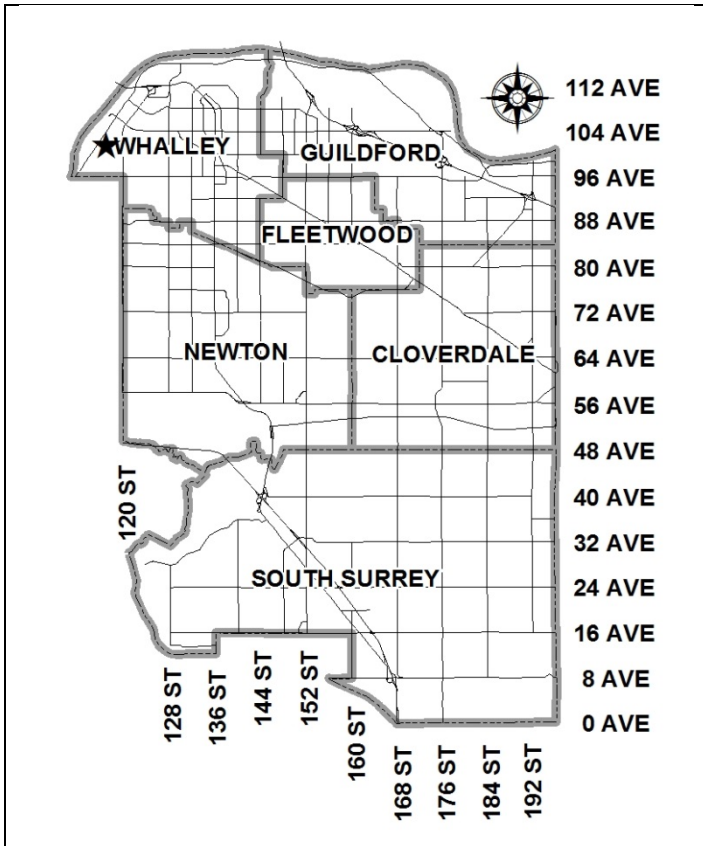 112 AVE
104 AVE
WHALLEY
GUILDFORD
96 AVE
88 AVE
FLEETWOOD
80 AVE
72 AVE
NEWTON
CLOVERDALE
64 AVE
56 AVE
48 AVE
120 ST
40 AVE
32 AVE
SOUTH SURREY
24 AVE
16 AVE
8 AVE
128 ST
136 ST
144 ST
152 ST
160 ST
0 AVE
168 ST
176 ST
184 ST
192 ST